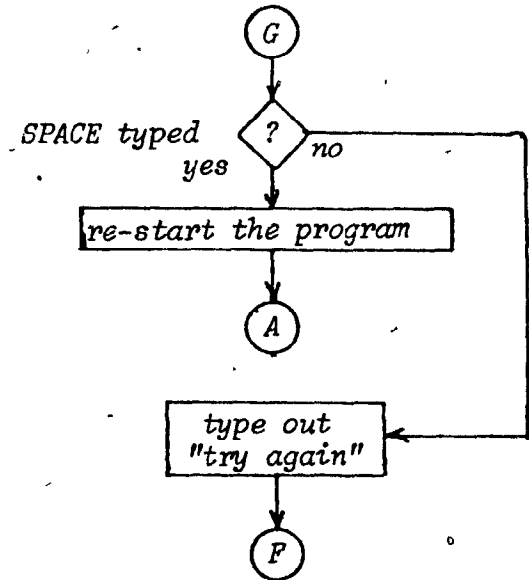 G
SPACE typed ? no
yes
re-start the program
A
type out
"try again"
F